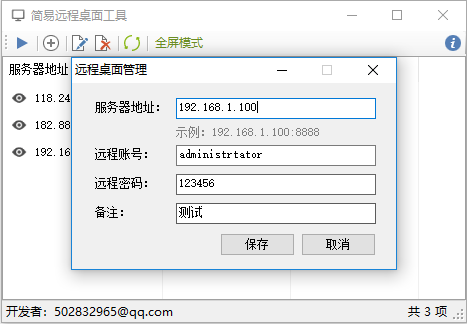 简易远程桌面工具
全屏模式
服务器地址
118.24
182.88
192.16
远程桌面管理
服务器地址：
192.168.1.100
示例：192.168.1.100:8888
远程账号：
administrtator
远程密码：
123456
备注：
测试
保存
取消
开发者：502832965@qq.com
共 3 项